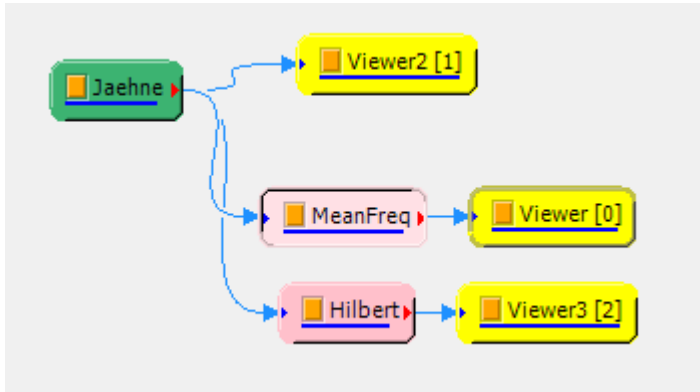 Viewer2 [1]
Jaehne
MeanFreq
Viewer [0]
Hilbert
Viewer3 [2]